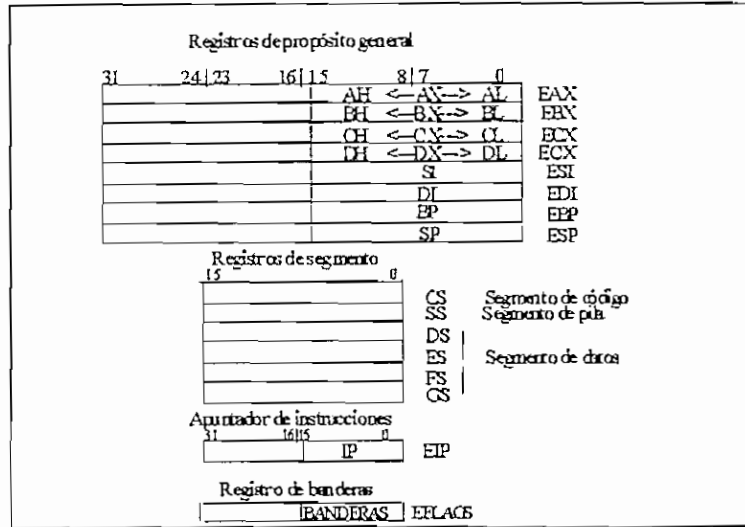 Registros de propósito general
31 24|23 16|15 8|7 0
AH <—AX—> AL EAX
BH <—BX—> BL EBX
CH <—CX—> CL ECX
DH <—DX—> DL ECX
SI ESI
DI EDI
BP EBP
SP ESP
Registros de segmento
15 0
CS Segmento de código
SS Segmento de pila
DS
ES Segmento de datos
FS
GS
Apuntador de instrucciones
31 16|15 0
IP EIP
Registro de banderas
BANDERAS EFLAGS